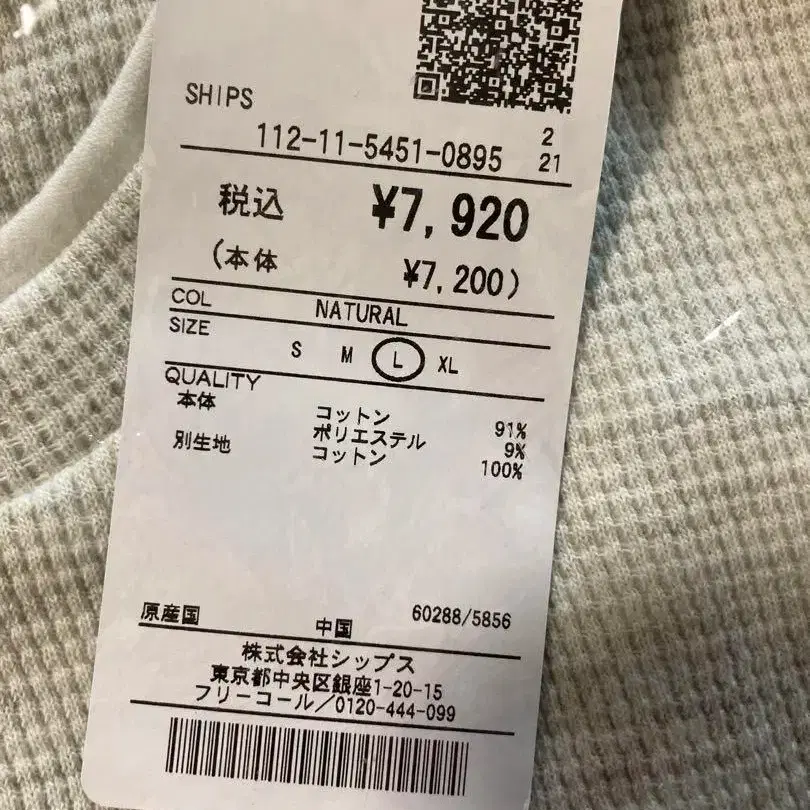 SHIPS
112-11-5451-0895 2
21
税込 ¥7,920
(本体 ¥7,200)
COL NATURAL
SIZE
S M L XL
QUALITY
本体 コットン 91%
ポリエステル 9%
別生地 コットン 100%
原産国 中国 60288/5856
株式会社シップス
東京都中央区銀座1-20-15
フリーコール/0120-444-099